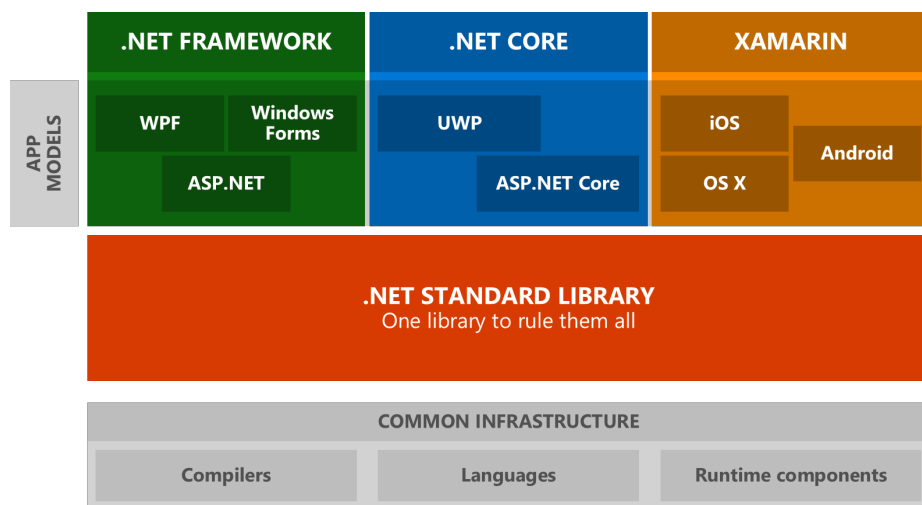 .NET FRAMEWORK
.NET CORE
XAMARIN
APP
MODELS
WPF
Windows
Forms
ASP.NET
UWP
ASP.NET Core
iOS
OS X
Android
.NET STANDARD LIBRARY
One library to rule them all
COMMON INFRASTRUCTURE
Compilers
Languages
Runtime components